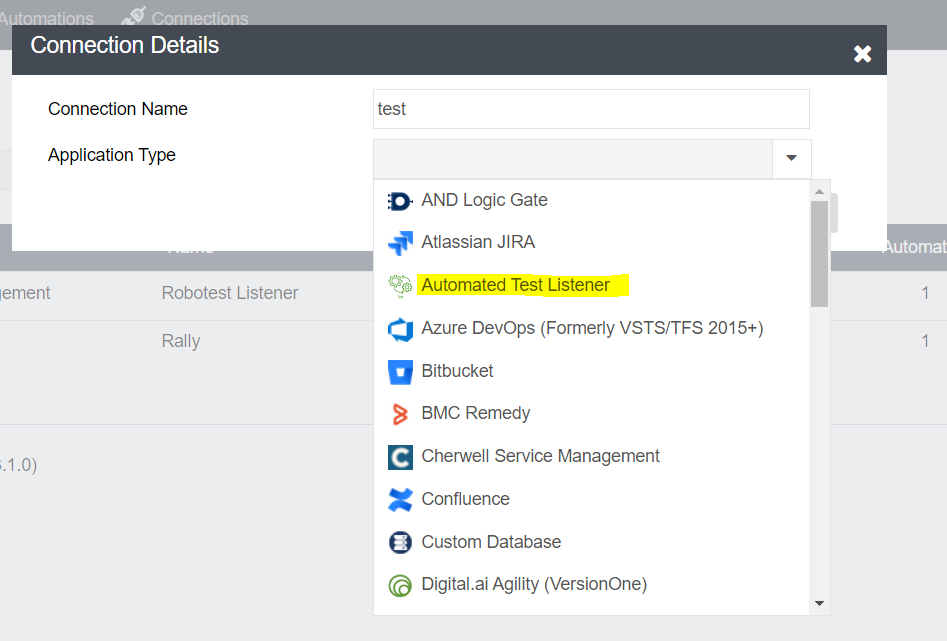 Automations Connections
Connection Details
Connection Name test
Application Type
AND Logic Gate
Atlassian JIRA
Name Automat
Automated Test Listener
gement Robotest Listener 1
Azure DevOps (Formerly VSTS/TFS 2015+)
Rally 1
Bitbucket
BMC Remedy
Cherwell Service Management
.1.0)
Confluence
Custom Database
Digital.ai Agility (VersionOne)